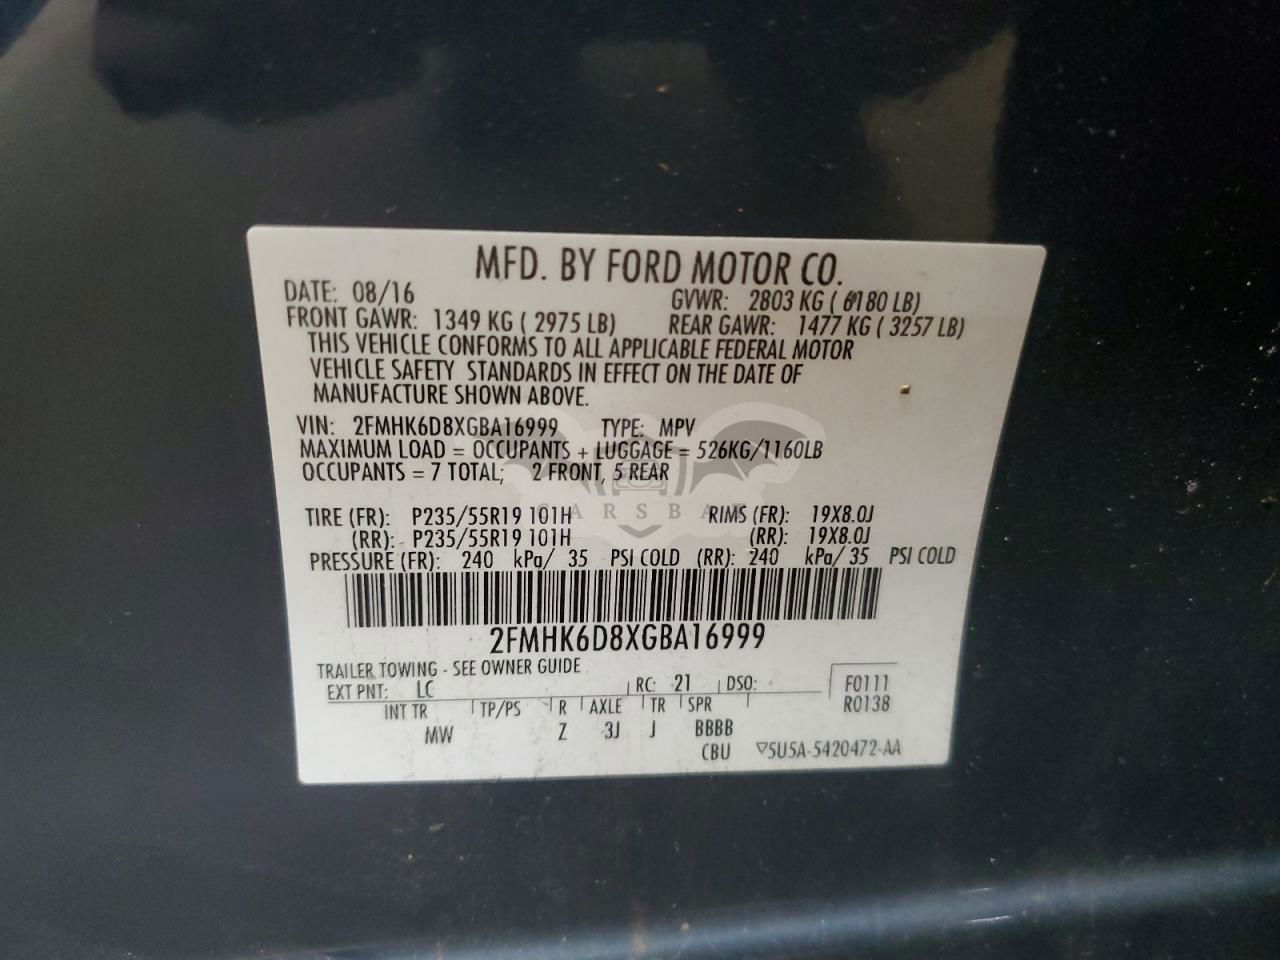 MFD. BY FORD MOTOR CO.
DATE: 08/16 GVWR: 2803 KG ( 6180 LB)
FRONT GAWR: 1349 KG ( 2975 LB) REAR GAWR: 1477 KG ( 3257 LB)
THIS VEHICLE CONFORMS TO ALL APPLICABLE FEDERAL MOTOR
VEHICLE SAFETY STANDARDS IN EFFECT ON THE DATE OF
MANUFACTURE SHOWN ABOVE.
VIN: 2FMHK6D8XGBA16999 TYPE: MPV
MAXIMUM LOAD = OCCUPANTS + LUGGAGE = 526KG/1160LB
OCCUPANTS = 7 TOTAL; 2 FRONT, 5 REAR
CARSBAT
TIRE (FR): P235/55R19 101H RIMS (FR): 19X8.0J
(RR): P235/55R19 101H (RR): 19X8.0J
PRESSURE (FR): 240 kPa/ 35 PSI COLD (RR): 240 kPa/ 35 PSI COLD
2FMHK6D8XGBA16999
TRAILER TOWING - SEE OWNER GUIDE
EXT PNT: LC RC: 21 DSO: F0111
INT TR TP/PS R AXLE TR SPR R0138
MW Z 3J J BBBB
CBU ▽5U5A-5420472-AA